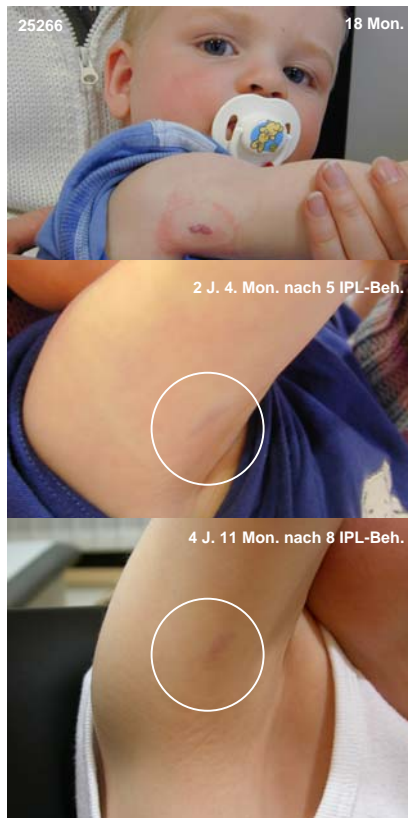 25266
18 Mon.
2 J. 4. Mon. nach 5 IPL-Beh.
4 J. 11 Mon. nach 8 IPL-Beh.